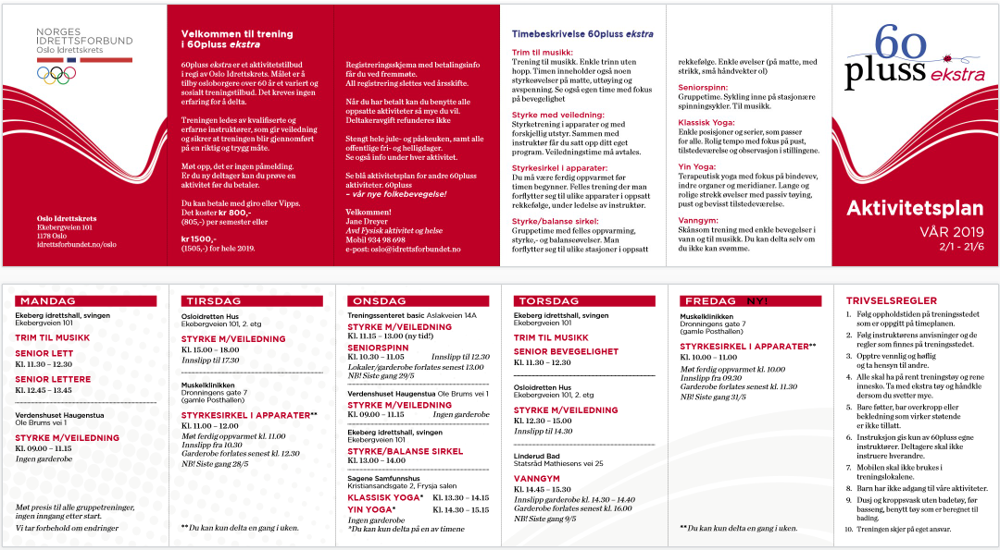 NORGES
IDRETTSFORBUND
Oslo Idrettskrets
Oslo Idrettskrets
Ekebergveien 101
1178 Oslo
idrettsforbundet.no/oslo
Velkommen til trening
i 60pluss ekstra
60pluss ekstra er et aktivitetstilbud
i regi av Oslo Idrettskrets. Målet er å
tilby osloborgere over 60 år et variert og
sosialt treningstilbud. Det kreves ingen
erfaring for å delta.
Treningen ledes av kvalifiserte og
erfarne instruktører, som gir veiledning
og sikrer at treningen blir gjennomført
på en riktig og trygg måte.
Møt opp, det er ingen påmelding.
Er du ny deltager kan du prøve en
aktivitet før du betaler.
Du kan betale med giro eller Vipps.
Det koster kr 800,-
(805,-) per semester eller
kr 1500,-
(1505,-) for hele 2019.
Registreringsskjema med betalingsinfo
får du ved fremmøte.
All registrering slettes ved årsskifte.
Når du har betalt kan du benytte alle
oppsatte aktiviteter så mye du vil.
Deltakeravgift refunderes ikke
Stengt hele jule- og påskeuken, samt alle
offentlige fri- og helligdager.
Se også info under hver aktivitet.
Se blå aktivitetsplan for andre 60pluss
aktiviteter. 60pluss
– vår nye folkebevegelse!
Velkommen!
Jane Dreyer
Avd Fysisk aktivitet og helse
Mobil 934 98 698
e-post: oslo@idrettsforbundet.no
Timebeskrivelse 60pluss ekstra
Trim til musikk:
Trening til musikk. Enkle trinn uten
hopp. Timen inneholder også noen
styrkeøvelser på matte, uttøying og
avspenning. Se også egen time med fokus
på bevegelighet
Styrke med veiledning:
Styrketrening i apparater og med
forskjellig utstyr. Sammen med
instruktør får du satt opp ditt eget
program. Veiledningstime må avtales.
Styrkesirkel i apparater:
Du må være ferdig oppvarmet før
timen begynner. Felles trening der man
forflytter seg til ulike apparater i oppsatt
rekkefølge, under ledelse av instruktør.
Styrke/balanse sirkel:
Gruppetime med felles oppvarming,
styrke,- og balanseøvelser. Man
forflytter seg til ulike stasjoner i oppsatt
rekkefølge. Enkle øvelser (på matte, med
strikk, små håndvekter ol)
Seniorspinn:
Gruppetime. Sykling inne på stasjonære
spinningsykler. Til musikk.
Klassisk Yoga:
Enkle posisjoner og serier, som passer
for alle. Rolig tempo med fokus på pust,
tilstedeværelse og observasjon i stillingene.
Yin Yoga:
Terapeutisk yoga med fokus på bindevev,
indre organer og meridianer. Lange og
rolige strekk øvelser med passiv tøying,
pust og bevisst tilstedeværelse.
Vanngym:
Skånsom trening med enkle bevegelser i
vann og til musikk. Du kan delta selv om
du ikke kan svømme.
60
pluss ekstra
Aktivitetsplan
VÅR 2019
2/1 - 21/6
MANDAG
Ekeberg idrettshall, svingen
Ekebergveien 101
TRIM TIL MUSIKK
SENIOR LETT
Kl. 11.30 – 12.30
SENIOR LETTERE
Kl. 12.45 – 13.45
Verdenshuset Haugenstua
Ole Brums vei 1
STYRKE M/VEILEDNING
Kl. 09.00 – 11.15
Ingen garderobe
Møt presis til alle gruppetreninger,
ingen inngang etter start.
Vi tar forbehold om endringer
TIRSDAG
Osloidretten Hus
Ekebergveien 101, 2. etg
STYRKE M/VEILEDNING
Kl. 15.00 – 18.00
Innslipp til 17.30
Muskelklinikken
Dronningens gate 7
(gamle Posthallen)
STYRKESIRKEL I APPARATER**
Kl. 11.00 – 12.00
Møt ferdig oppvarmet kl. 11.00
Innslipp fra 10.30
Garderobe forlates senest kl. 12.30
NB! Siste gang 28/5
**Du kan kun delta en gang i uken.
ONSDAG
Treningssenteret basic Aslakveien 14A
STYRKE M/VEILEDNING
Kl. 11.15 – 13.00 (ny tid!)
SENIORSPINN
Kl. 10.30 – 11.05 Innslipp til 12.30
Lokaler/garderobe forlates senest 13.00
NB! Siste gang 29/5
Verdenshuset Haugenstua Ole Brums vei 1
STYRKE M/VEILEDNING
Kl. 09.00 – 11.15 Ingen garderobe
Ekeberg idrettshall, svingen
Ekebergveien 101
STYRKE/BALANSE SIRKEL
Kl. 13.00 – 14.00
Sagene Samfunnshus
Kristiansandsgate 2, Frysja salen
KLASSISK YOGA* Kl. 13.30 – 14.15
YIN YOGA* Kl. 14.30 – 15.15
Ingen garderobe
*Du kan kun delta på en av timene
TORSDAG
Ekeberg idrettshall, svingen
Ekebergveien 101
TRIM TIL MUSIKK
SENIOR BEVEGELIGHET
Kl. 11.30 – 12.30
Osloidretten Hus
Ekebergveien 101, 2. etg
STYRKE M/VEILEDNING
Kl. 12.30 – 15.00
Innslipp til 14.30
Linderud Bad
Statsråd Mathiesens vei 25
VANNGYM
Kl. 14.45 – 15.30
Innslipp garderobe kl. 14.30 – 14.40
Garderobe forlates senest kl. 16.00
NB! Siste gang 9/5
FREDAG NY!
Muskelklinikken
Dronningens gate 7
(gamle Posthallen)
STYRKESIRKEL I APPARATER**
Kl. 10.00 – 11.00
Møt ferdig oppvarmet kl. 10.00
Innslipp fra 09.30
Garderobe forlates senest kl. 11.30
NB! Siste gang 31/5
**Du kan kun delta en gang i uken.
TRIVSELSREGLER
1. Følg oppholdstiden på treningsstedet
som er oppgitt på timeplanen.
2. Følg instruktørens anvisninger og de
regler som finnes på treningsstedet.
3. Opptre vennlig og høflig
og ta hensyn til andre.
4. Alle skal ha på rent treningstøy og rene
innesko. Ta med ekstra tøy og håndkle
dersom du svetter mye.
5. Bare føtter, bar overkropp eller
bekledning som virker støtende
er ikke tillatt.
6. Instruksjon gis kun av 60pluss egne
instruktører. Deltagere skal ikke
instruere hverandre.
7. Mobilen skal ikke brukes i
treningslokalene.
8. Barn har ikke adgang til våre aktiviteter.
9. Dusj og kroppsvask uten badetøy, før
basseng, benytt tøy som er beregnet til
bading.
10. Treningen skjer på eget ansvar.